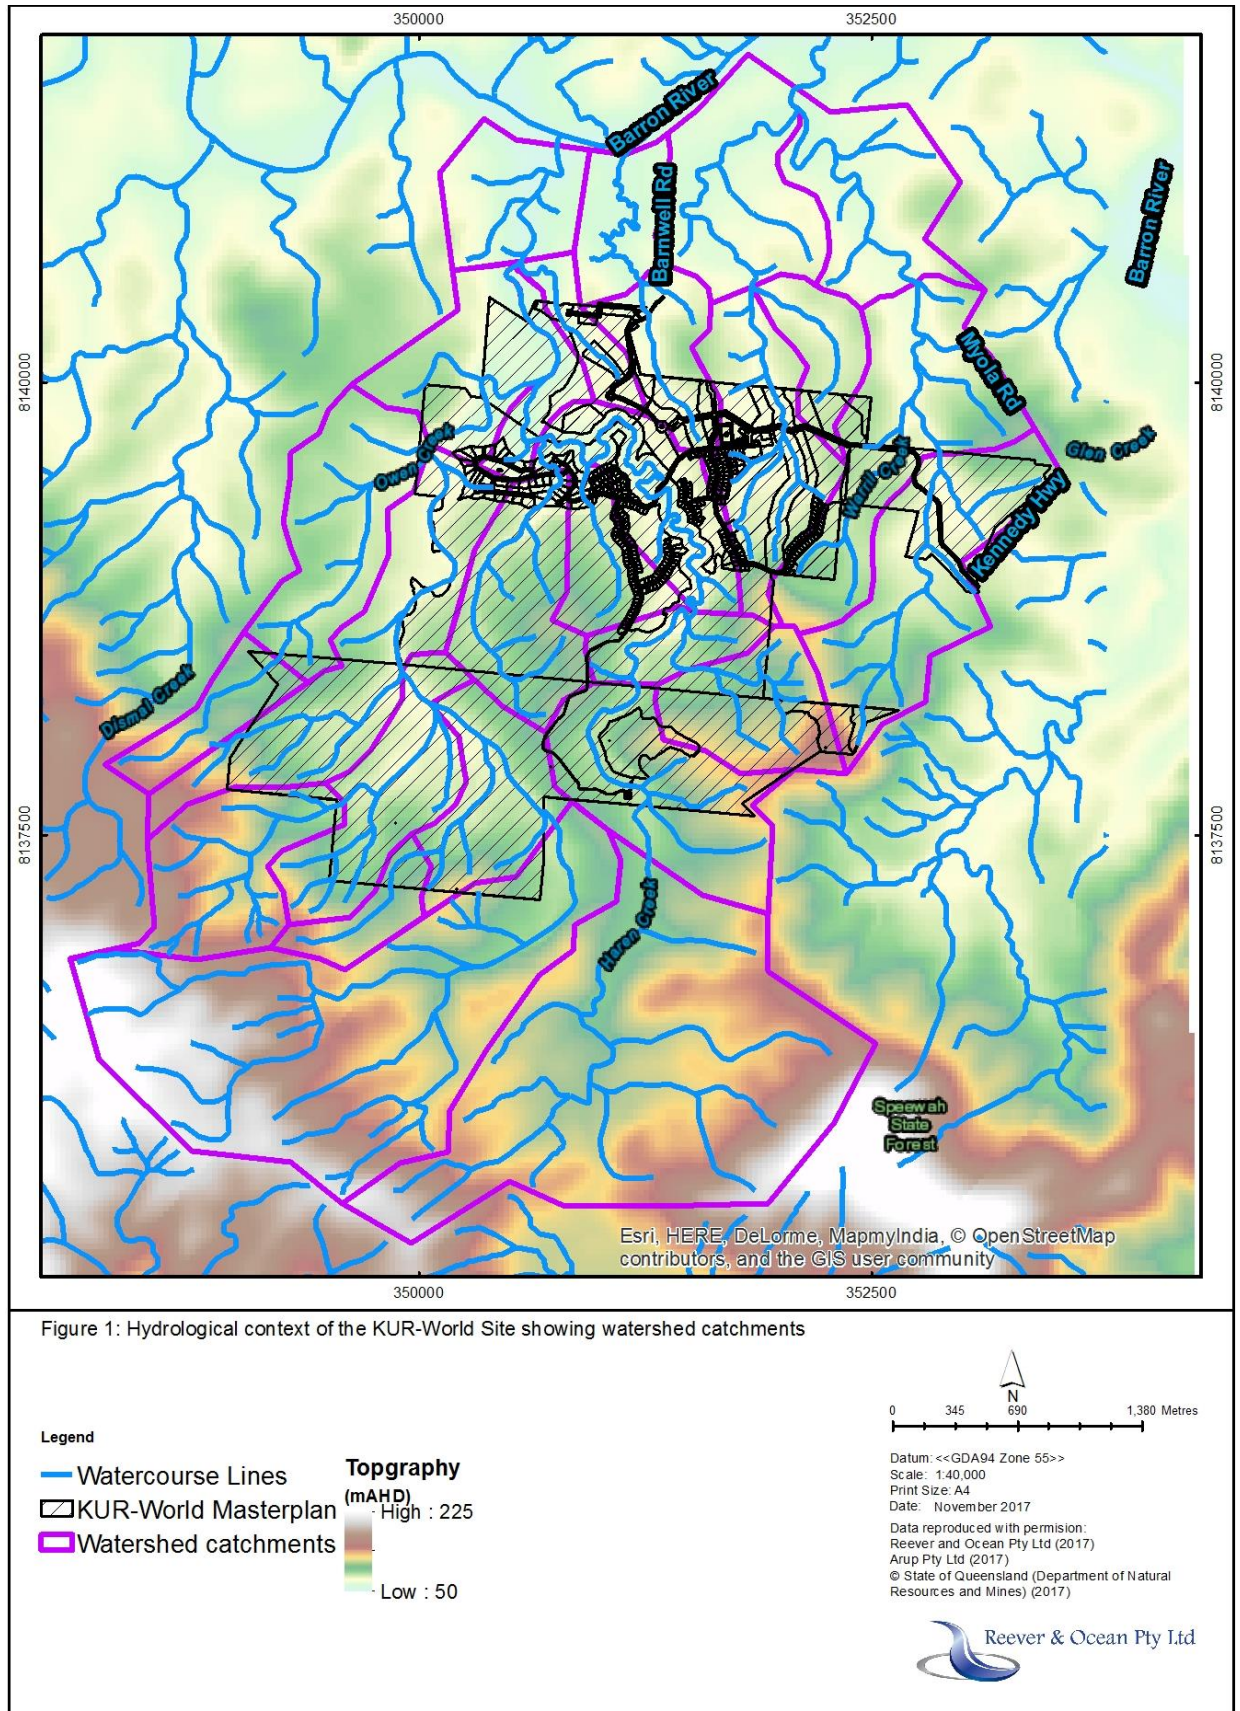 350000
352500
Barron River
Barnwell Rd
Barron River
8140000
8140000
Myola Rd
Owen Creek
Glen Creek
Warril Creek
Kennedy Hwy
Dismal Creek
8137500
8137500
Haren Creek
Speewah
State
Forest
Esri, HERE, DeLorme, MapmyIndia, © OpenStreetMap
contributors, and the GIS user community
350000
352500
Figure 1: Hydrological context of the KUR-World Site showing watershed catchments
N
0 345 690 1,380 Metres
Legend
Watercourse Lines
KUR-World Masterplan
Watershed catchments
Topgraphy
(mAHD)
High : 225
Low : 50
Datum: <<GDA94 Zone 55>>
Scale: 1:40,000
Print Size: A4
Date: November 2017
Data reproduced with permision:
Reever and Ocean Pty Ltd (2017)
Arup Pty Ltd (2017)
© State of Queensland (Department of Natural
Resources and Mines) (2017)
Reever & Ocean Pty Ltd